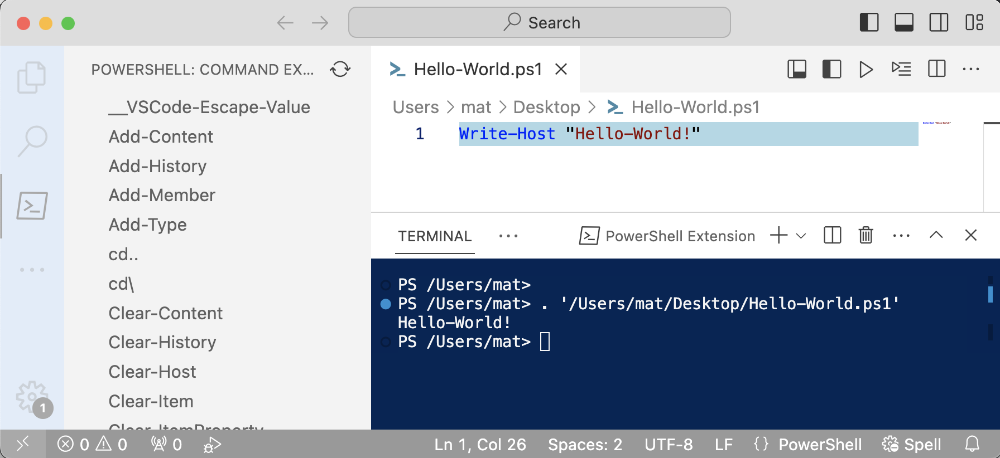 Search
POWERSHELL: COMMAND EX...
__VSCode-Escape-Value
Add-Content
Add-History
Add-Member
Add-Type
cd..
cd\
Clear-Content
Clear-History
Clear-Host
Clear-Item
Clear-ItemProperty
1
Hello-World.ps1
Users > mat > Desktop > Hello-World.ps1
1 Write-Host "Hello-World!"
TERMINAL
PowerShell Extension
PS /Users/mat>
PS /Users/mat> . '/Users/mat/Desktop/Hello-World.ps1'
Hello-World!
PS /Users/mat>
0 0 0 Ln 1, Col 26 Spaces: 2 UTF-8 LF {} PowerShell Spell